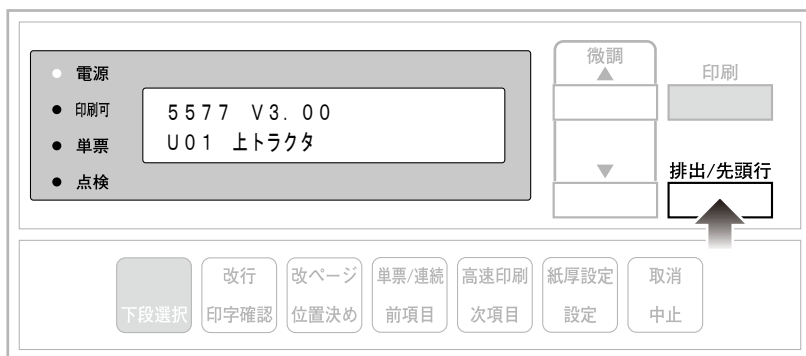 電源
印刷可
単票
点検
5577 V3.00
U01 上トラクタ
微調
▲
▼
印刷
排出/先頭行
下段選択
改行
印字確認
改ページ
位置決め
単票/連続
前項目
高速印刷
次項目
紙厚設定
設定
取消
中止